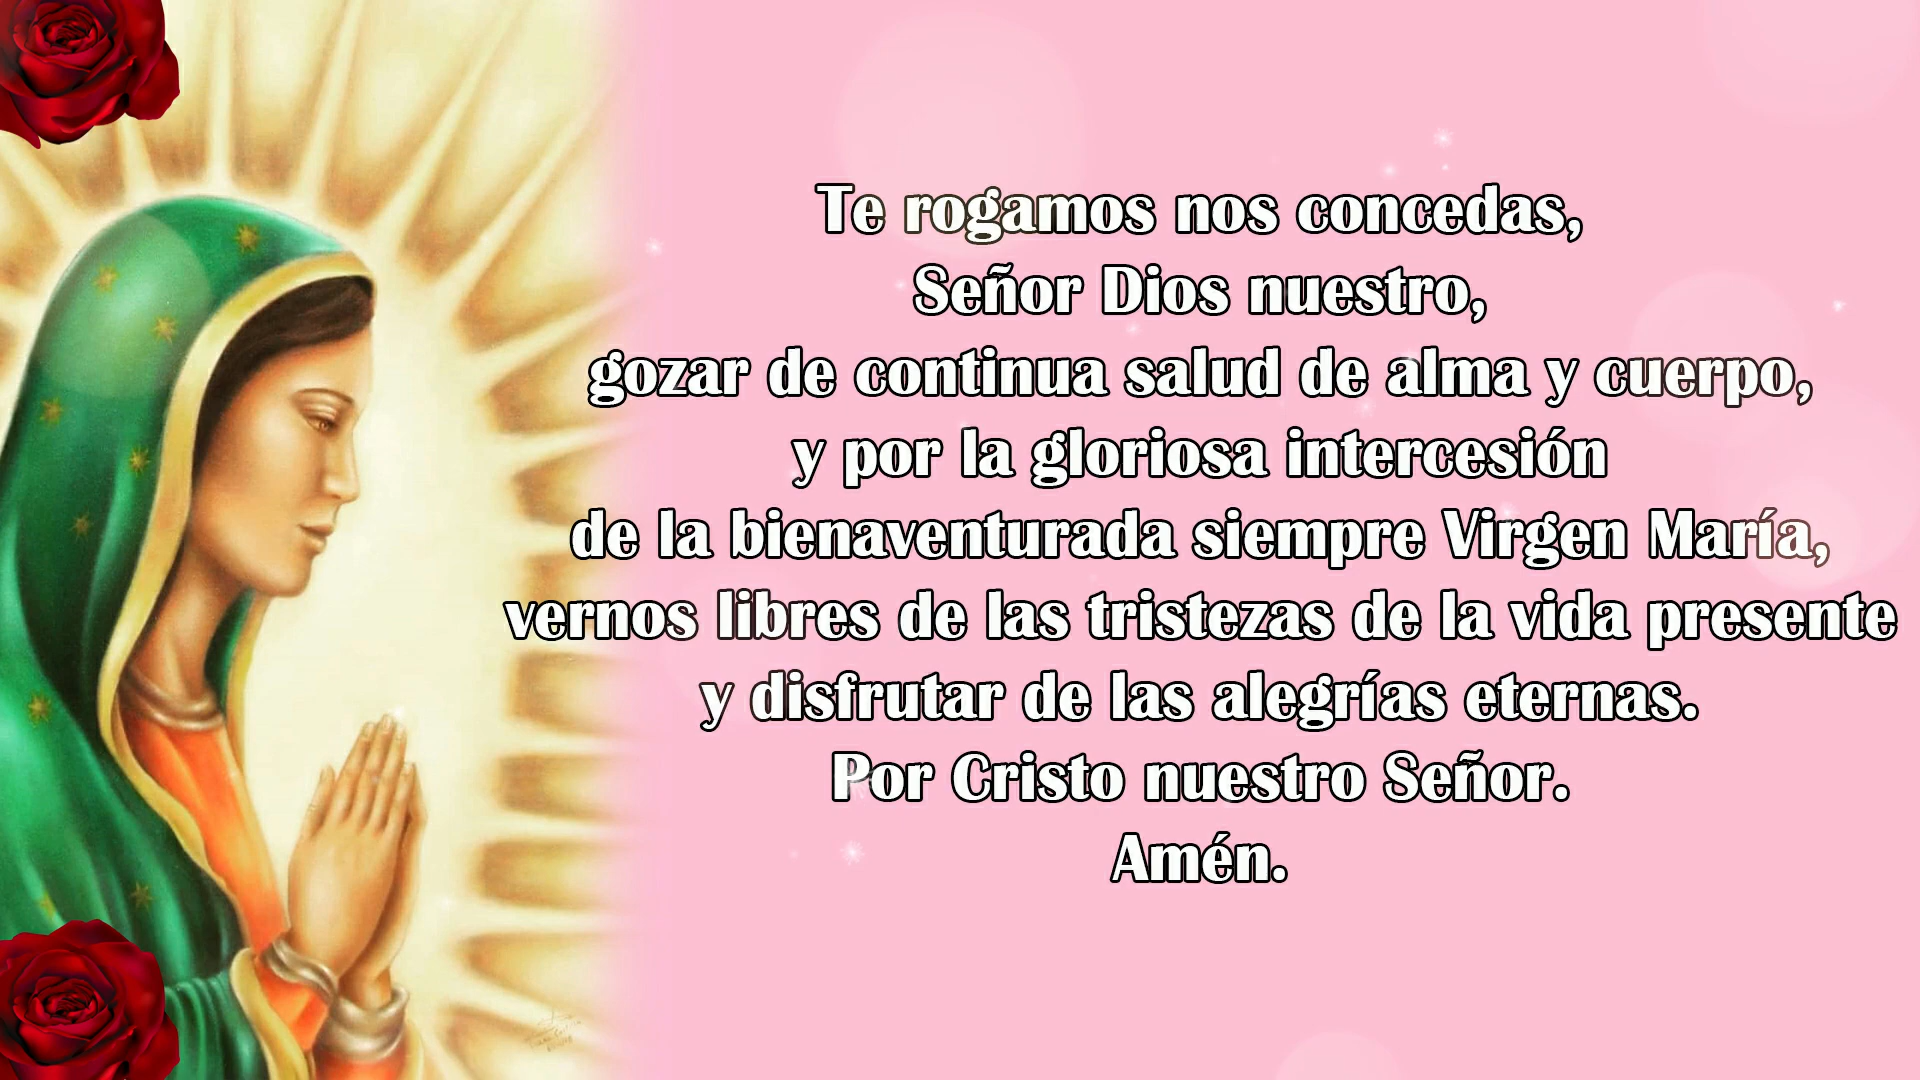 Te rogamos nos concedas,
Señor Dios nuestro,
gozar de continua salud de alma y cuerpo,
y por la gloriosa intercesión
de la bienaventurada siempre Virgen María,
vernos libres de las tristezas de la vida presente
y disfrutar de las alegrías eternas.
Por Cristo nuestro Señor.
Amén.